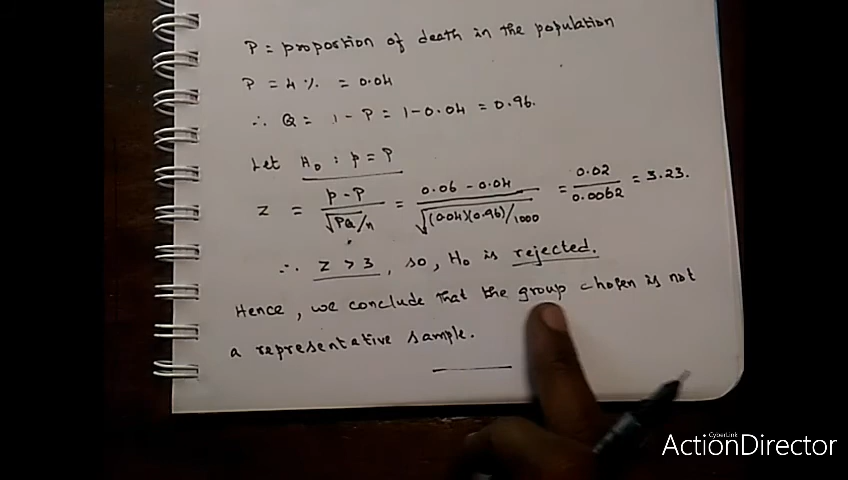 P = proportion of death in the population
P = 4 % = 0.04
∴ Q = 1 - P = 1 - 0.04 = 0.96.
Let H₀ : p = P
Z = (p - P) / √(PQ/n) = (0.06 - 0.04) / √((0.04)(0.96)/1000) = 0.02 / 0.0062 = 3.23.
∴ Z > 3, so, H₀ is rejected.
Hence, we conclude that the group chosen is not
a representative sample.
CyberLink
ActionDirector